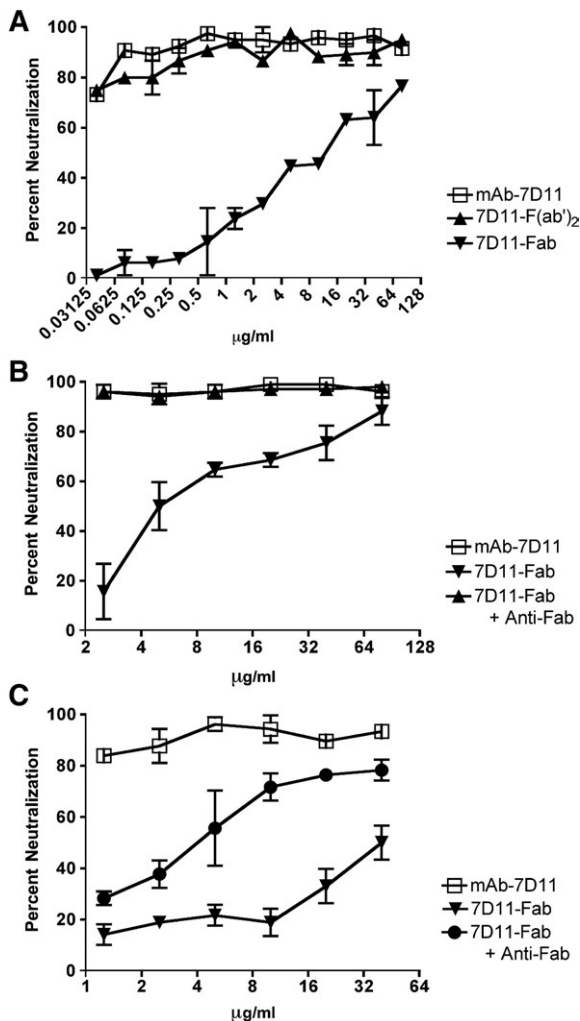 A
Percent Neutralization
100
80
60
40
20
0
0.03125
0.0625
0.125
0.25
0.5
1
2
4
8
16
32
64
128
μg/ml
mAb-7D11
7D11-F(ab')2
7D11-Fab
B
Percent Neutralization
100
80
60
40
20
0
2
4
8
16
32
64
128
μg/ml
mAb-7D11
7D11-Fab
7D11-Fab
+ Anti-Fab
C
Percent Neutralization
100
80
60
40
20
0
1
2
4
8
16
32
64
μg/ml
mAb-7D11
7D11-Fab
7D11-Fab
+ Anti-Fab